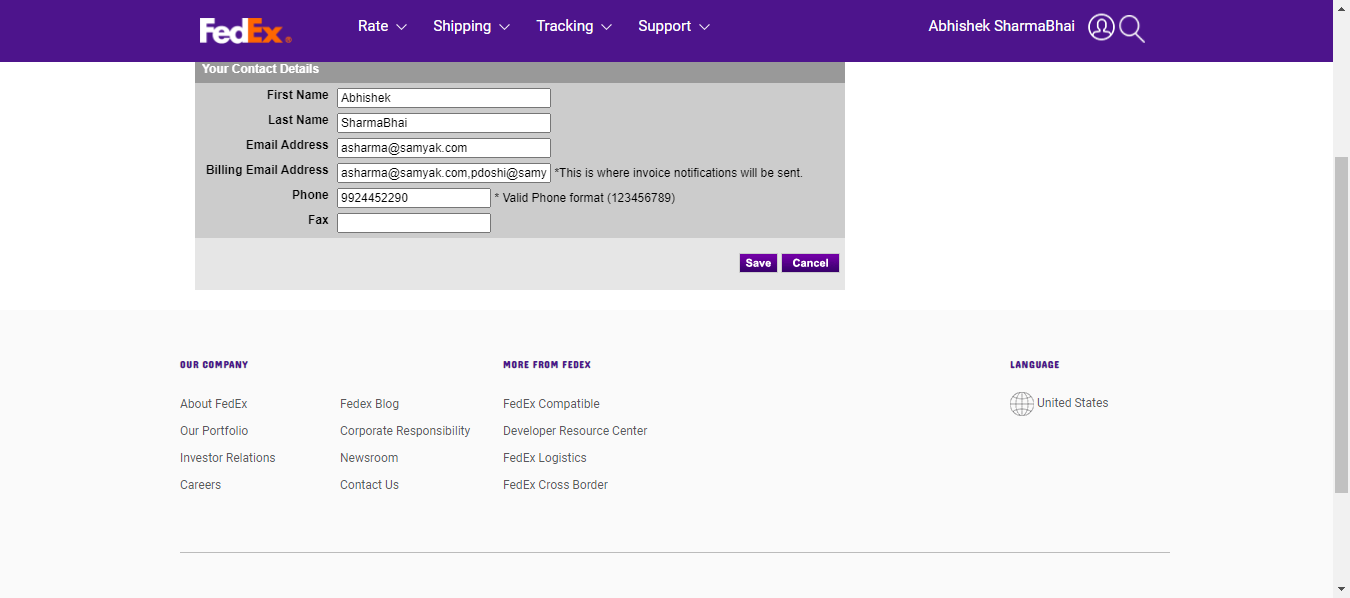 FedEx® Rate Shipping Tracking Support Abhishek SharmaBhai
Your Contact Details
First Name Abhishek
Last Name SharmaBhai
Email Address asharma@samyak.com
Billing Email Address asharma@samyak.com,pdoshi@samy *This is where invoice notifications will be sent.
Phone 9924452290 * Valid Phone format (123456789)
Fax
Save Cancel
OUR COMPANY
About FedEx
Our Portfolio
Investor Relations
Careers
Fedex Blog
Corporate Responsibility
Newsroom
Contact Us
MORE FROM FEDEX
FedEx Compatible
Developer Resource Center
FedEx Logistics
FedEx Cross Border
LANGUAGE
United States